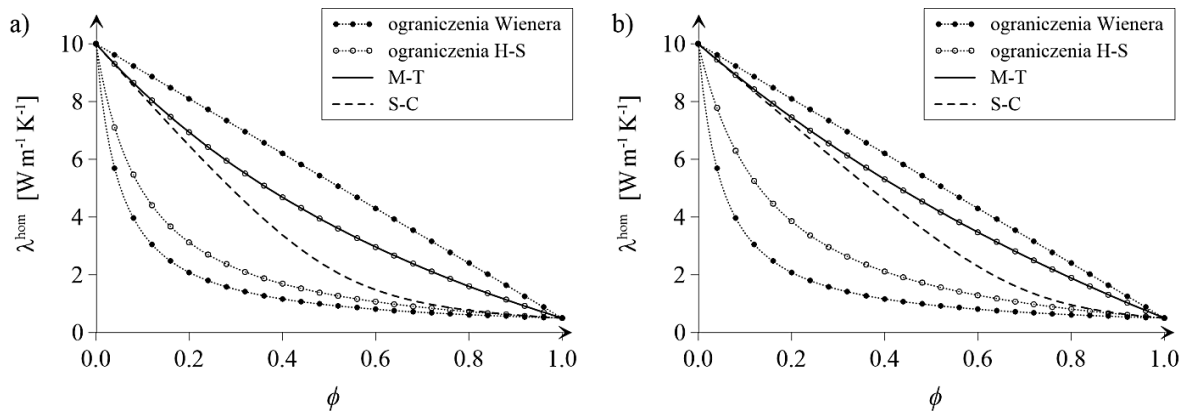 a)
λ^hom [W m⁻¹ K⁻¹]
10
8
6
4
2
0
0.0 0.2 0.4 0.6 0.8 1.0
ϕ
ograniczenia Wienera
ograniczenia H-S
M-T
S-C
b)
λ^hom [W m⁻¹ K⁻¹]
10
8
6
4
2
0
0.0 0.2 0.4 0.6 0.8 1.0
ϕ
ograniczenia Wienera
ograniczenia H-S
M-T
S-C